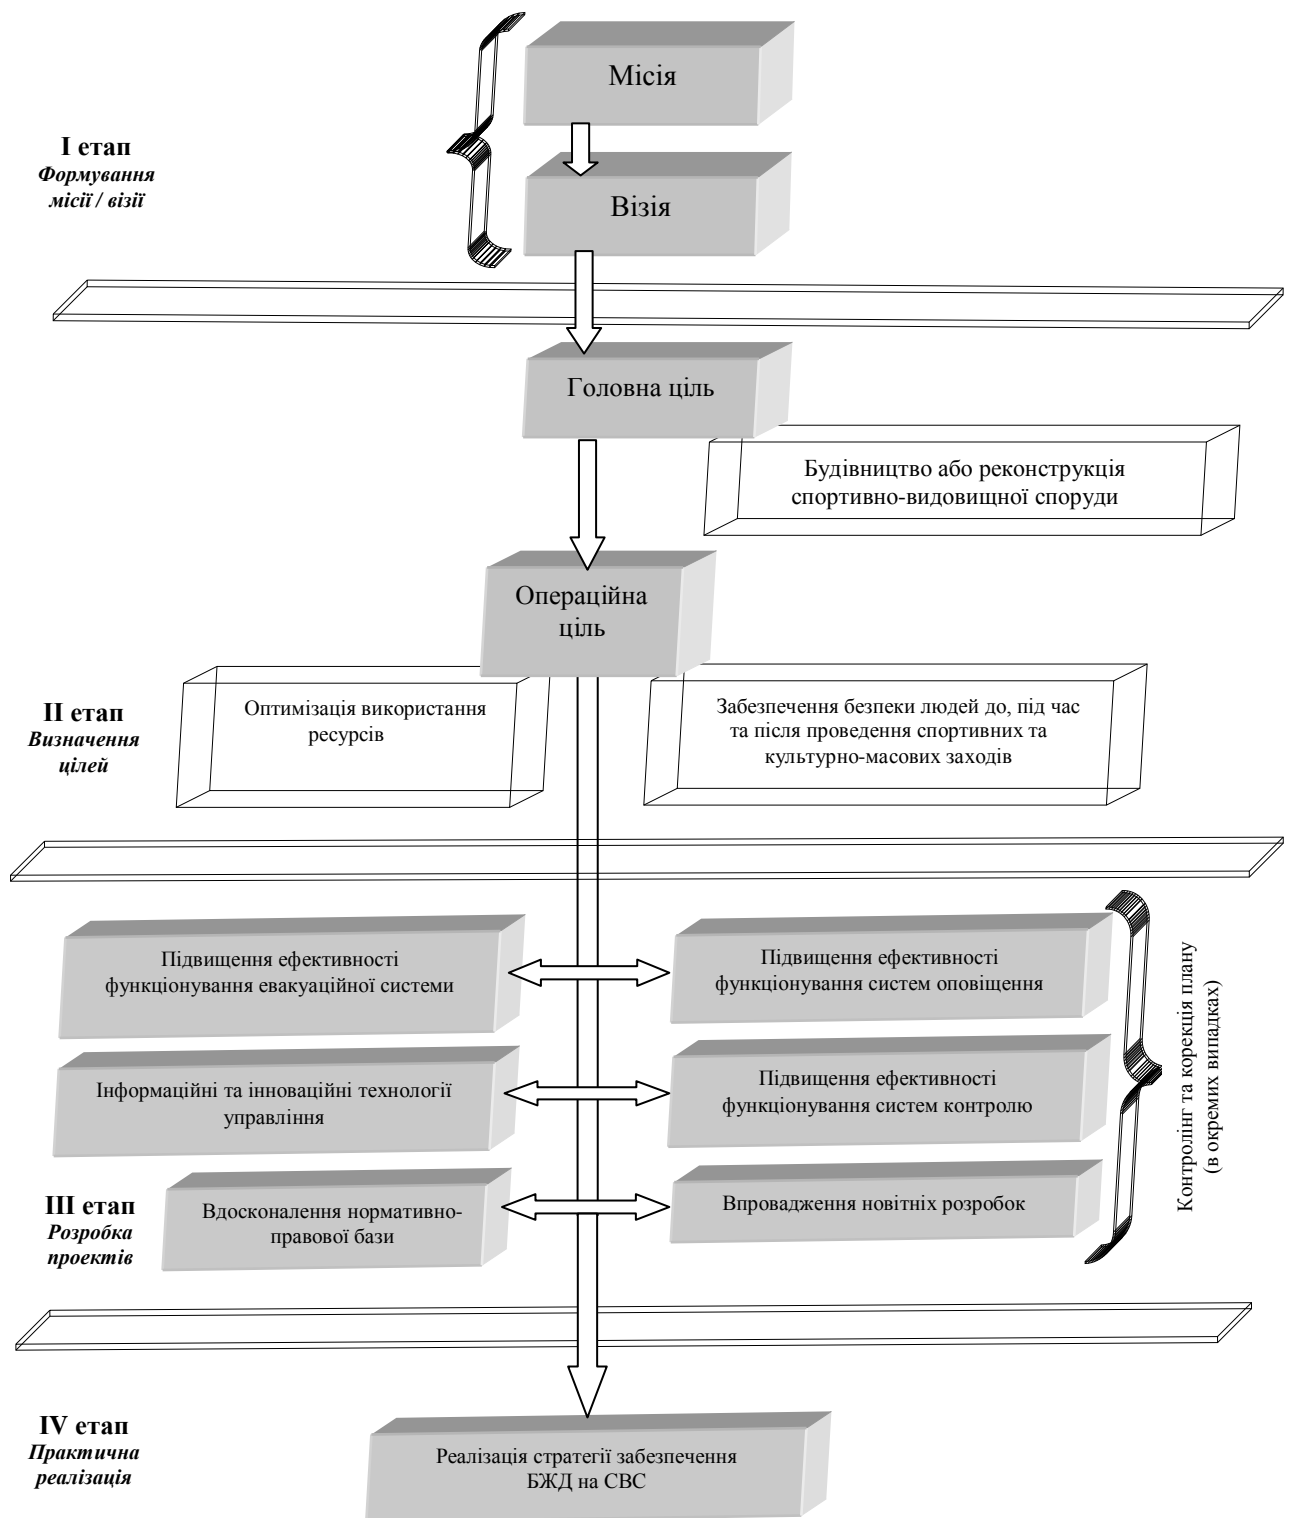 Місія
І етап
Формування
місії / візії
Візія
Головна ціль
Будівництво або реконструкція
спортивно-видовищної споруди
Операційна
ціль
ІІ етап
Визначення
цілей
Оптимізація використання
ресурсів
Забезпечення безпеки людей до, під час
та після проведення спортивних та
культурно-масових заходів
Підвищення ефективності
функціонування евакуаційної системи
Підвищення ефективності
функціонування систем оповіщення
Інформаційні та інноваційні технології
управління
Підвищення ефективності
функціонування систем контролю
Контролінг та корекція плану
(в окремих випадках)
ІІІ етап
Розробка
проектів
Вдосконалення нормативно-
правової бази
Впровадження новітніх розробок
IV етап
Практична
реалізація
Реалізація стратегії забезпечення
БЖД на СВС